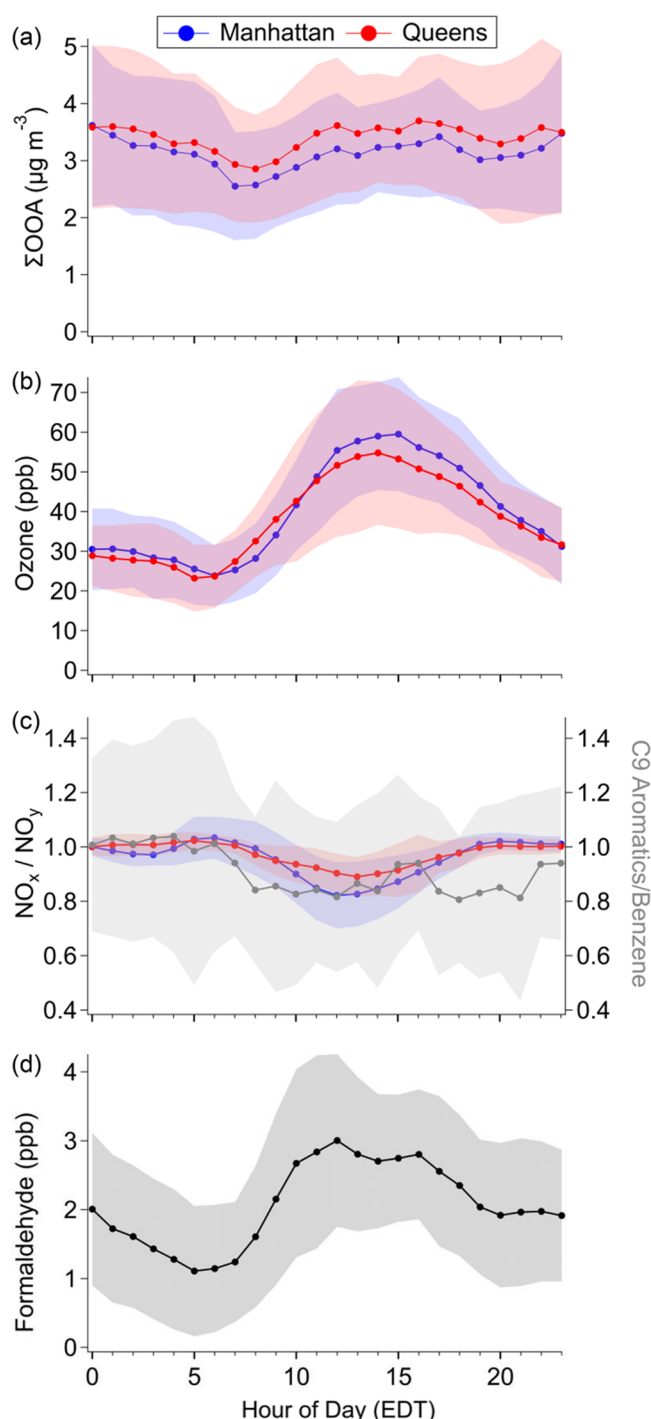 (a)
Manhattan Queens
5
4
3
2
1
0
ΣOOA (µg m⁻³)
(b)
70
60
50
40
30
20
10
0
Ozone (ppb)
(c)
1.4
1.2
1.0
0.8
0.6
0.4
NOₓ / NOᵧ
1.4
1.2
1.0
0.8
0.6
0.4
C9 Aromatics/Benzene
(d)
4
3
2
1
0
Formaldehyde (ppb)
0 5 10 15 20
Hour of Day (EDT)